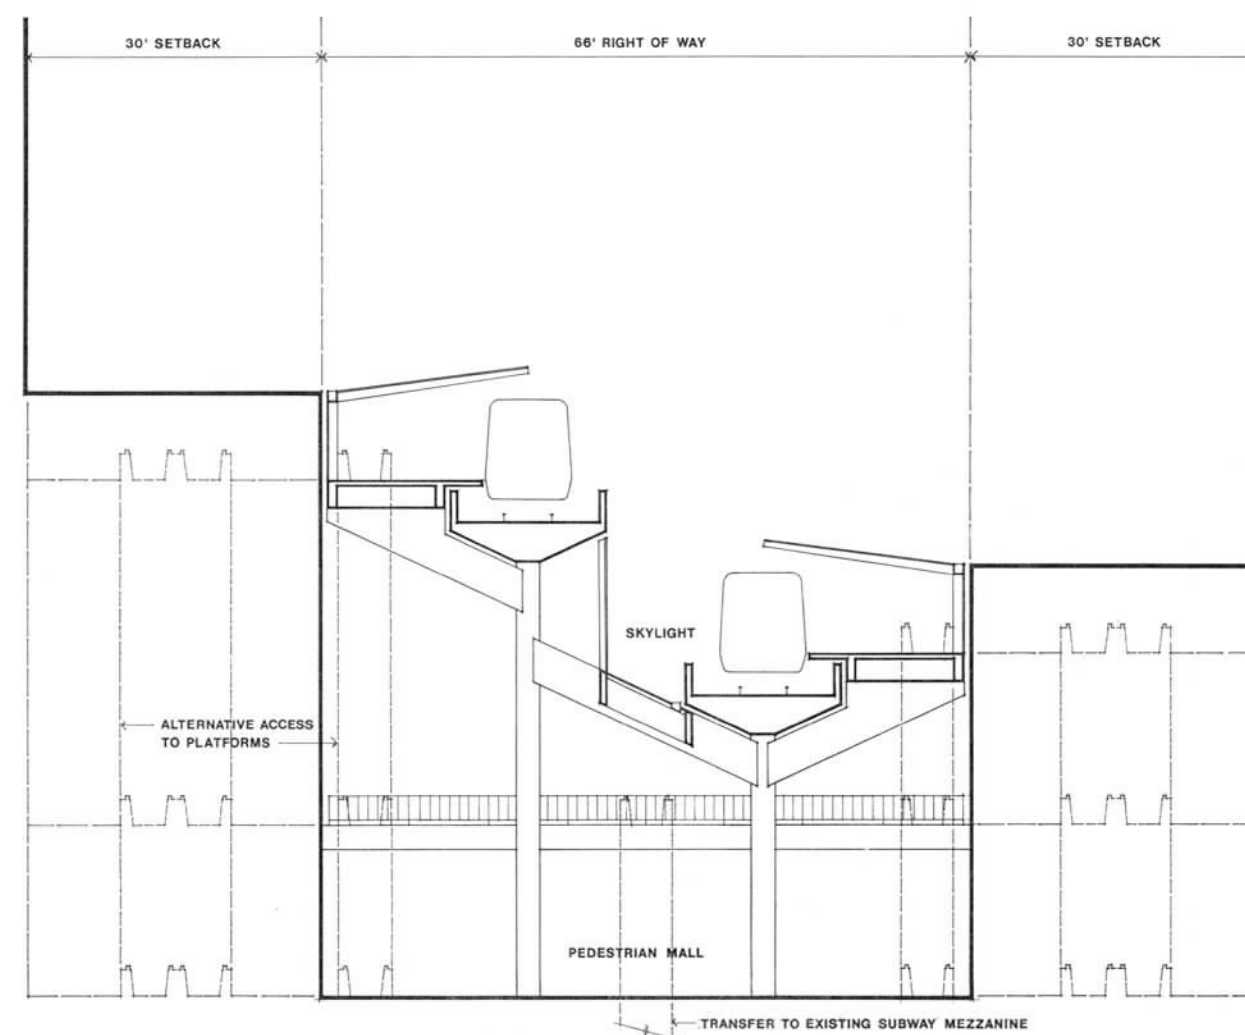 30' SETBACK
66' RIGHT OF WAY
30' SETBACK
SKYLIGHT
ALTERNATIVE ACCESS
TO PLATFORMS
PEDESTRIAN MALL
TRANSFER TO EXISTING SUBWAY MEZZANINE